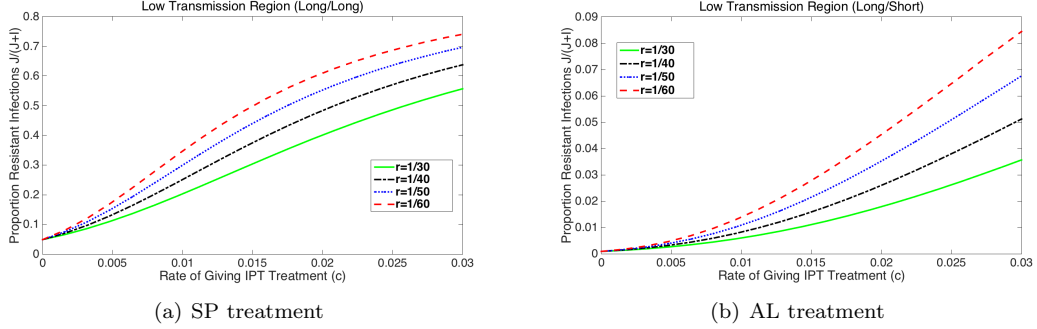 Low Transmission Region (Long/Long)
Proportion Resistant Infections J/(J+I)
0.8
0.7
0.6
0.5
0.4
0.3
0.2
0.1
0
r=1/30
r=1/40
r=1/50
r=1/60
0
0.005
0.01
0.015
0.02
0.025
0.03
Rate of Giving IPT Treatment (c)
(a) SP treatment
Low Transmission Region (Long/Short)
Proportion Resistant Infections J/(J+I)
0.09
0.08
0.07
0.06
0.05
0.04
0.03
0.02
0.01
0
r=1/30
r=1/40
r=1/50
r=1/60
0
0.005
0.01
0.015
0.02
0.025
0.03
Rate of Giving IPT Treatment (c)
(b) AL treatment